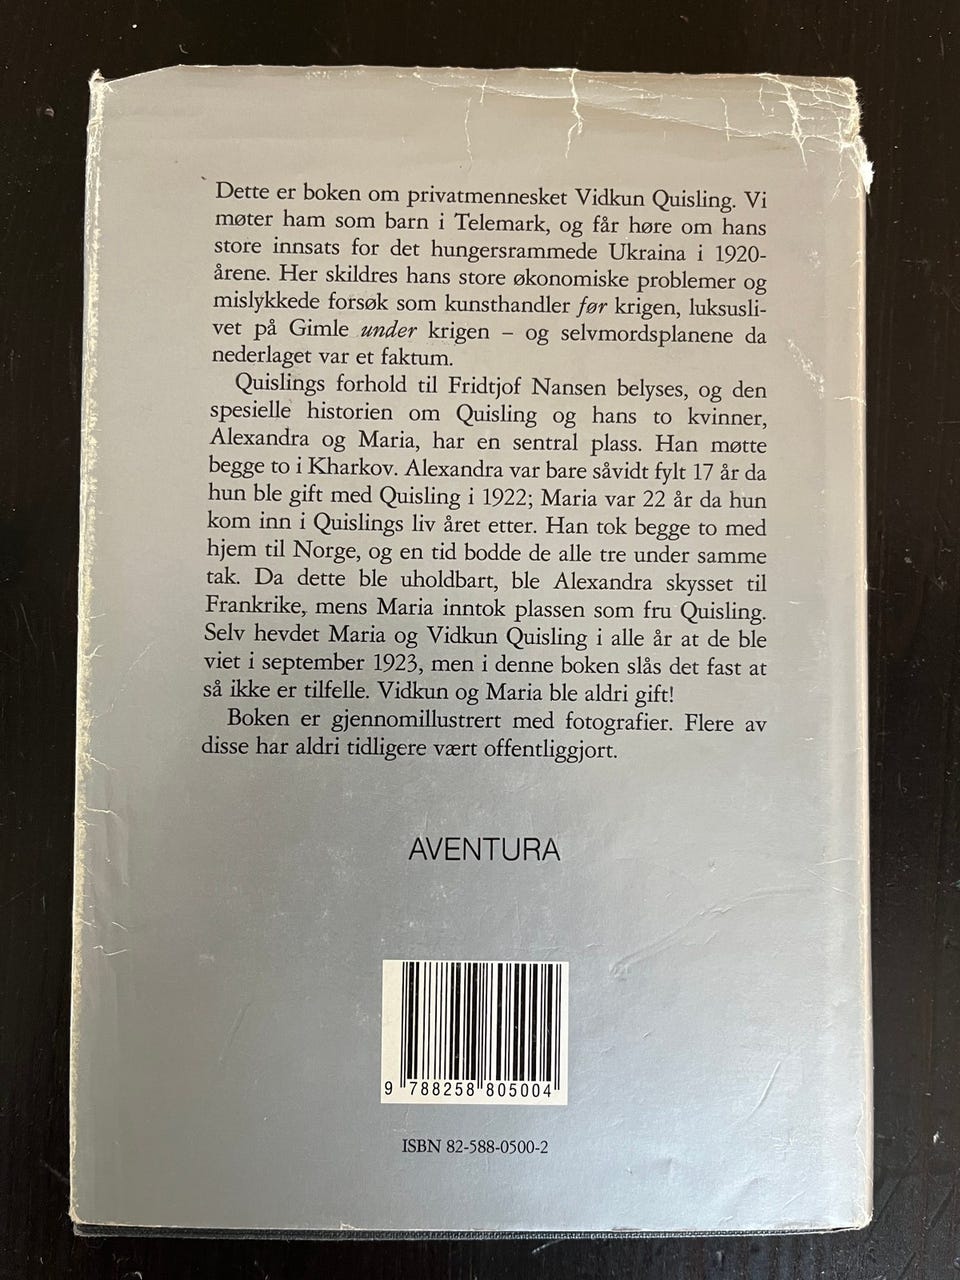 Dette er boken om privatmennesket Vidkun Quisling. Vi
møter ham som barn i Telemark, og får høre om hans
store innsats for det hungersrammede Ukraina i 1920-
årene. Her skildres hans store økonomiske problemer og
mislykkede forsøk som kunsthandler før krigen, luksusli-
vet på Gimle under krigen – og selvmordsplanene da
nederlaget var et faktum.
Quislings forhold til Fridtjof Nansen belyses, og den
spesielle historien om Quisling og hans to kvinner,
Alexandra og Maria, har en sentral plass. Han møtte
begge to i Kharkov. Alexandra var bare såvidt fylt 17 år da
hun ble gift med Quisling i 1922; Maria var 22 år da hun
kom inn i Quislings liv året etter. Han tok begge to med
hjem til Norge, og en tid bodde de alle tre under samme
tak. Da dette ble uholdbart, ble Alexandra skysset til
Frankrike, mens Maria inntok plassen som fru Quisling.
Selv hevdet Maria og Vidkun Quisling i alle år at de ble
viet i september 1923, men i denne boken slås det fast at
så ikke er tilfelle. Vidkun og Maria ble aldri gift!
Boken er gjennomillustrert med fotografier. Flere av
disse har aldri tidligere vært offentliggjort.
AVENTURA
9 788258 805004
ISBN 82-588-0500-2